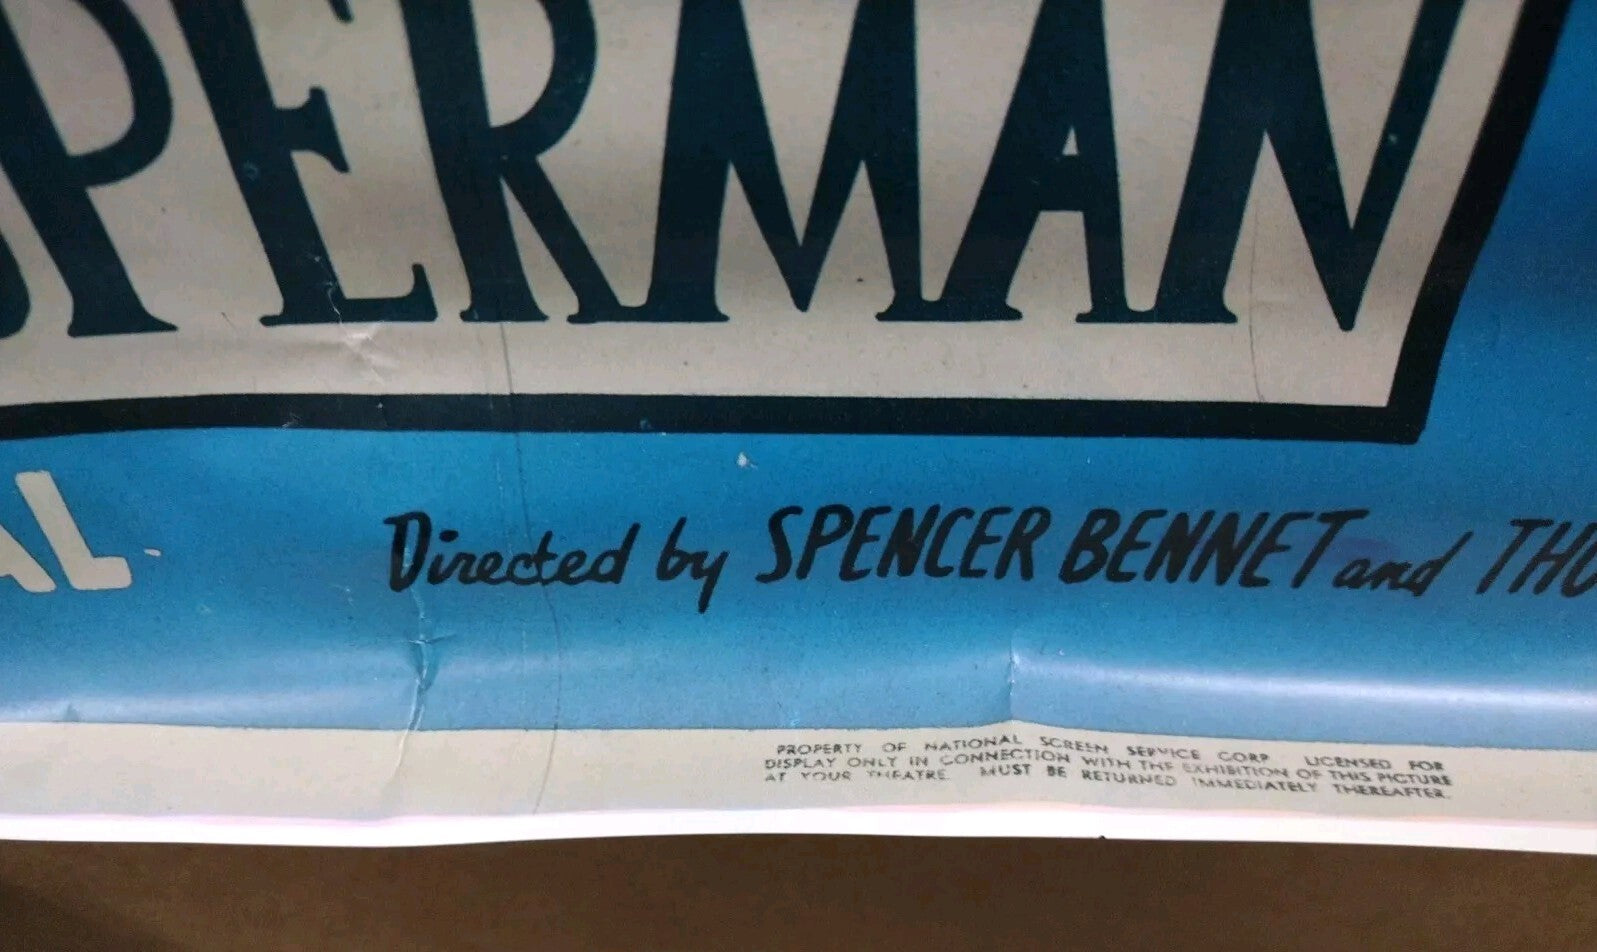 UPERMAN
AL
Directed by SPENCER BENNET and THO
PROPERTY OF NATIONAL SCREEN SERVICE CORP LICENSED FOR
DISPLAY ONLY IN CONNECTION WITH THE EXHIBITION OF THIS PICTURE
AT YOUR THEATRE. MUST BE RETURNED IMMEDIATELY THEREAFTER.